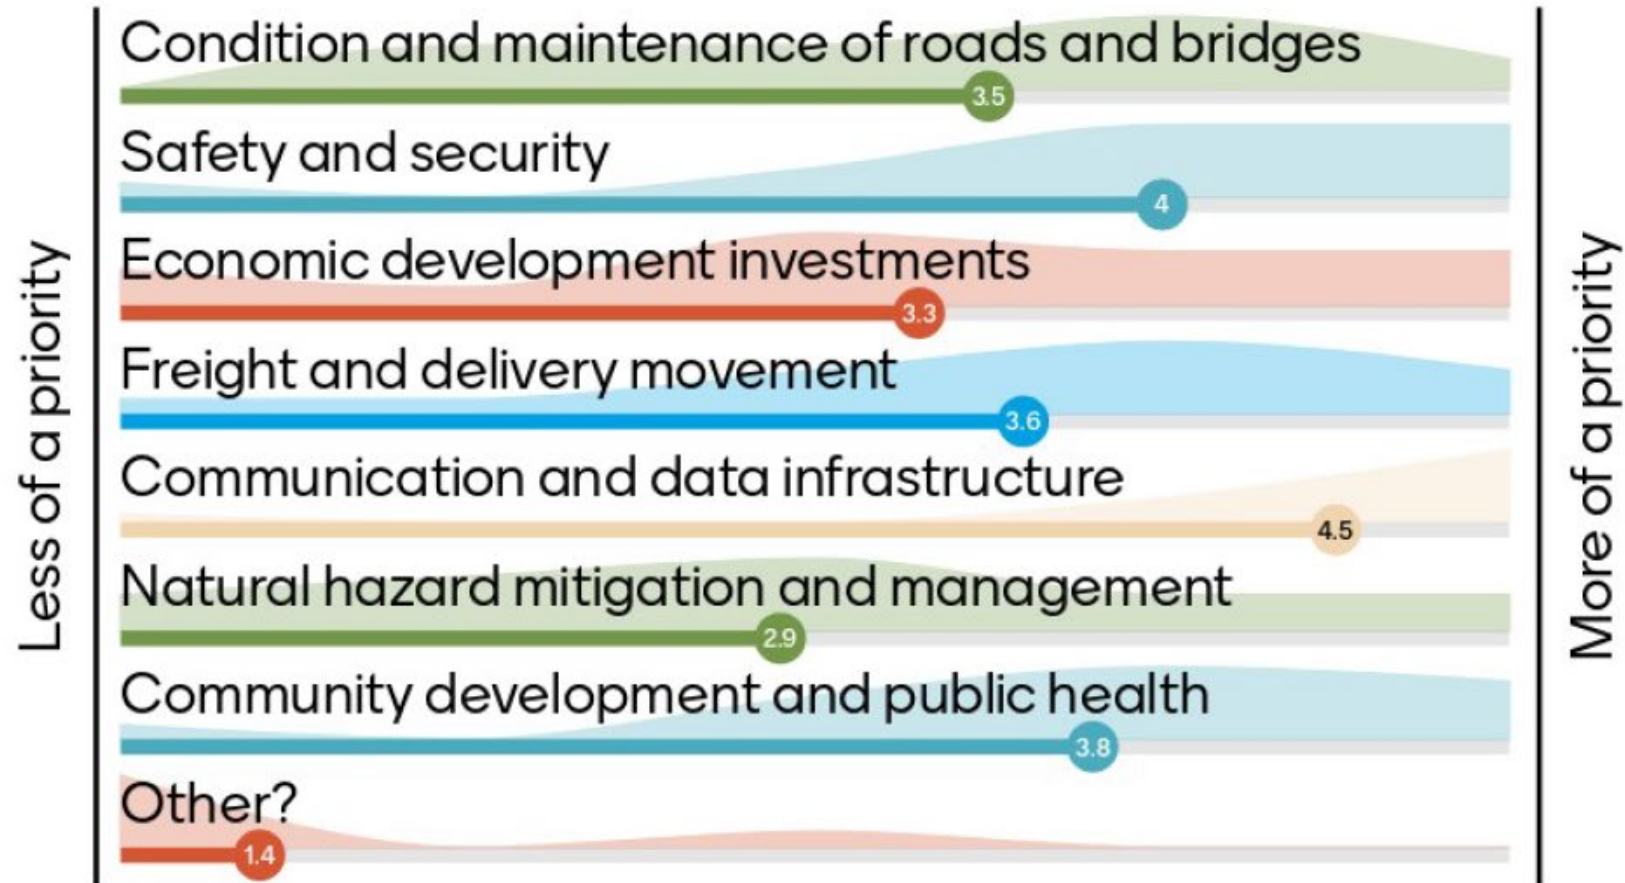 Condition and maintenance of roads and bridges
3.5
Safety and security
4
Economic development investments
3.3
Freight and delivery movement
3.6
Communication and data infrastructure
4.5
Natural hazard mitigation and management
2.9
Community development and public health
3.8
Other?
1.4
Less of a priority
More of a priority